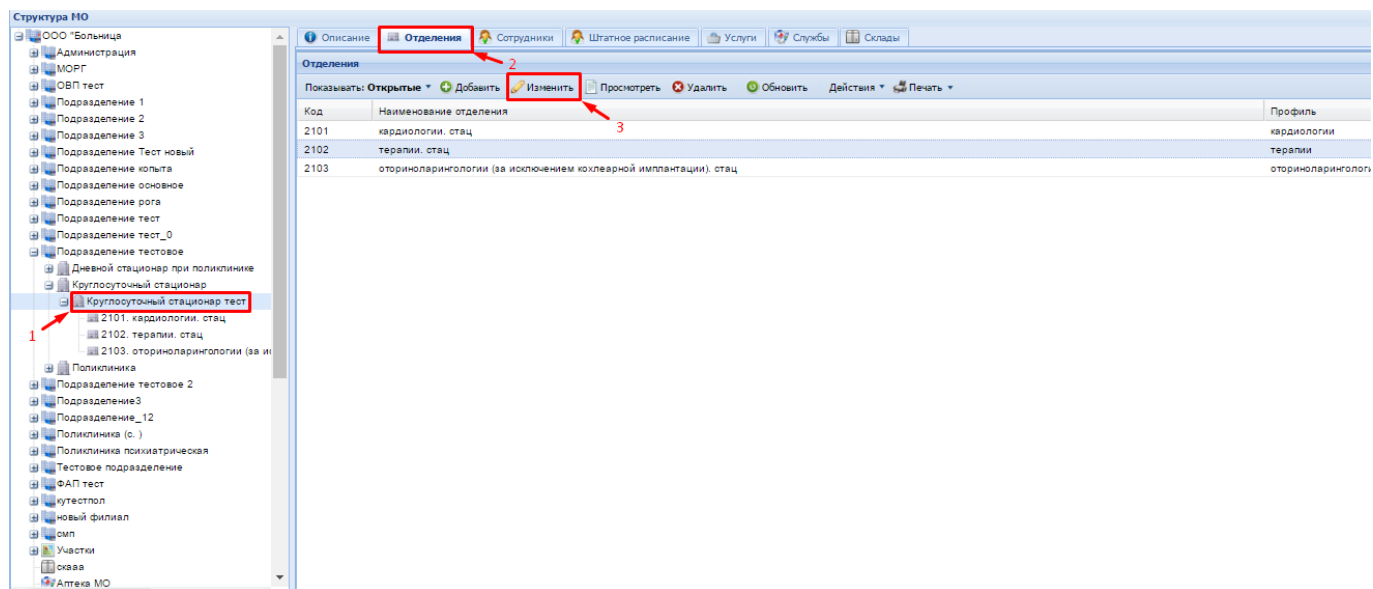 Структура МО
ООО "Больница
Администрация
МОРГ
ОВП тест
Подразделение 1
Подразделение 2
Подразделение 3
Подразделение Тест новый
Подразделение копыта
Подразделение основное
Подразделение рога
Подразделение тест
Подразделение тест_0
Подразделение тестовое
Дневной стационар при поликлинике
Круглосуточный стационар
Круглосуточный стационар тест
1
2101. кардиологии. стац
2102. терапии. стац
2103. оториноларингологии (за ис
Поликлиника
Подразделение тестовое 2
Подразделение3
Подразделение_12
Поликлиника (с. )
Поликлиника психиатрическая
Тестовое подразделение
ФАП тест
кутестпол
новый филиал
смп
Участки
скааа
Аптека МО
Описание Отделения Сотрудники Штатное расписание Услуги Службы Склады
2
Отделения
Показывать: Открытые Добавить Изменить Просмотреть Удалить Обновить Действия Печать
3
Код Наименование отделения Профиль
2101 кардиологии. стац кардиологии
2102 терапии. стац терапии
2103 оториноларингологии (за исключением кохлеарной имплантации). стац оториноларингологи